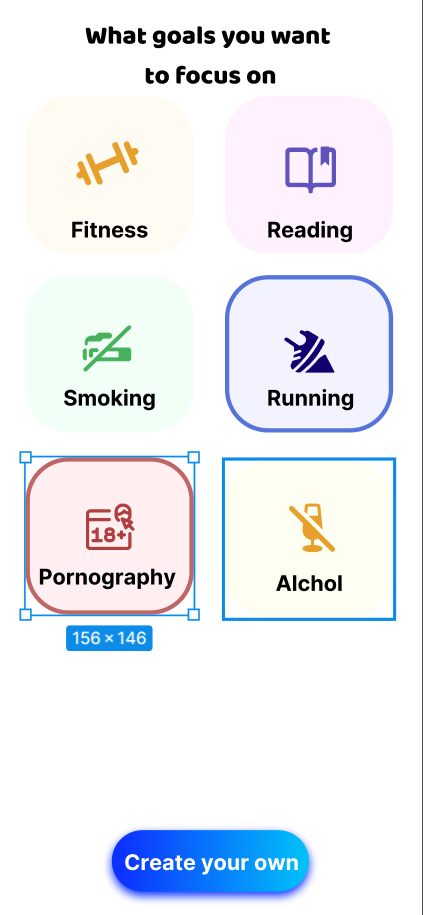 What goals you want
to focus on
Fitness
Reading
Smoking
Running
18+
Pornography
Alchol
156 × 146
Create your own